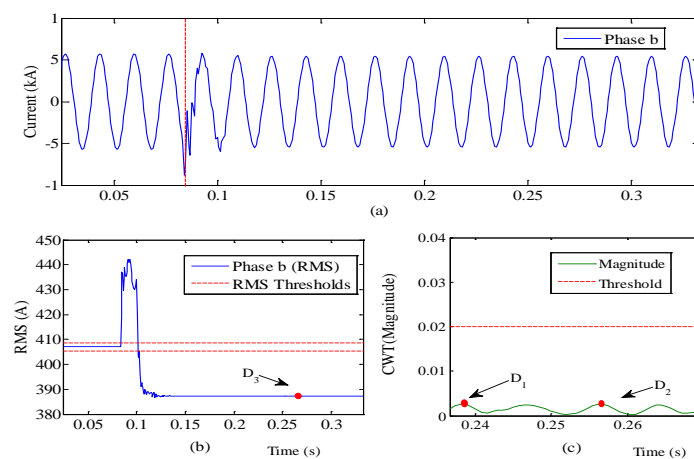 1
5
0
-5
-1
Current (kA)
Phase b
0.05 0.1 0.15 0.2 0.25 0.3
(a)
450
440
430
420
410
400
390
380
RMS (A)
Phase b (RMS)
RMS Thresholds
D3
0.05 0.1 0.15 0.2 0.25 0.3
(b)
Time (s)
0.04
0.03
0.02
0.01
0
CWT(Magnitude)
Magnitude
Threshold
D1
D2
0.24 0.25 0.26
(c)
Time (s)